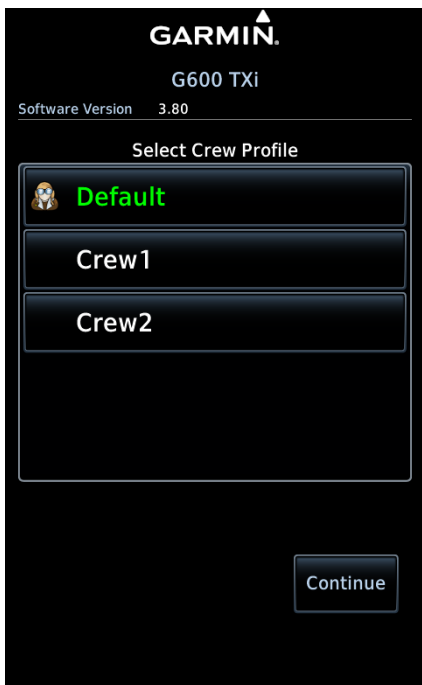 GARMIN.
G600 TXi
Software Version 3.80
Select Crew Profile
Default
Crew1
Crew2
Continue